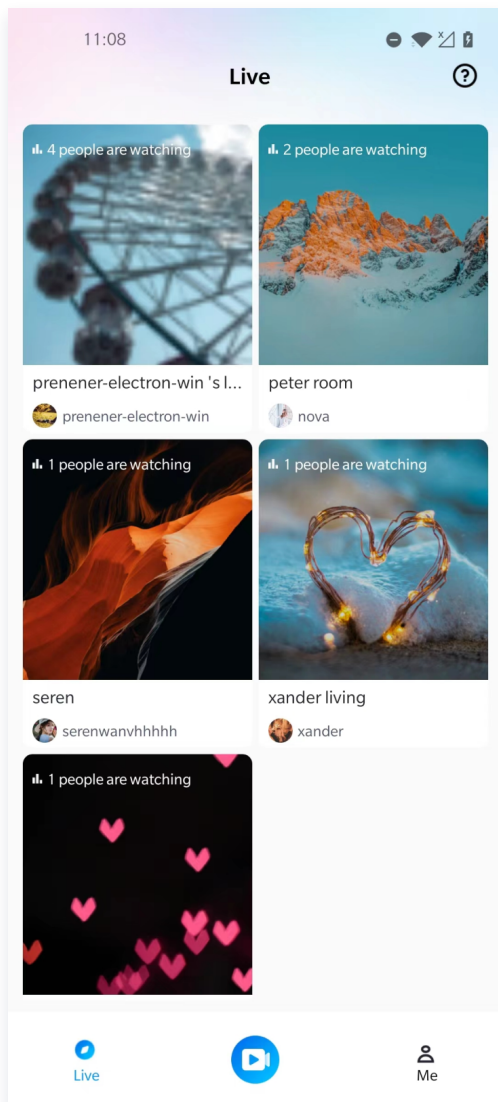 11:08
Live
4 people are watching
2 people are watching
prenener-electron-win 's l...
peter room
prenener-electron-win
nova
1 people are watching
1 people are watching
seren
xander living
serenwanvhhhhh
xander
1 people are watching
Live
Me